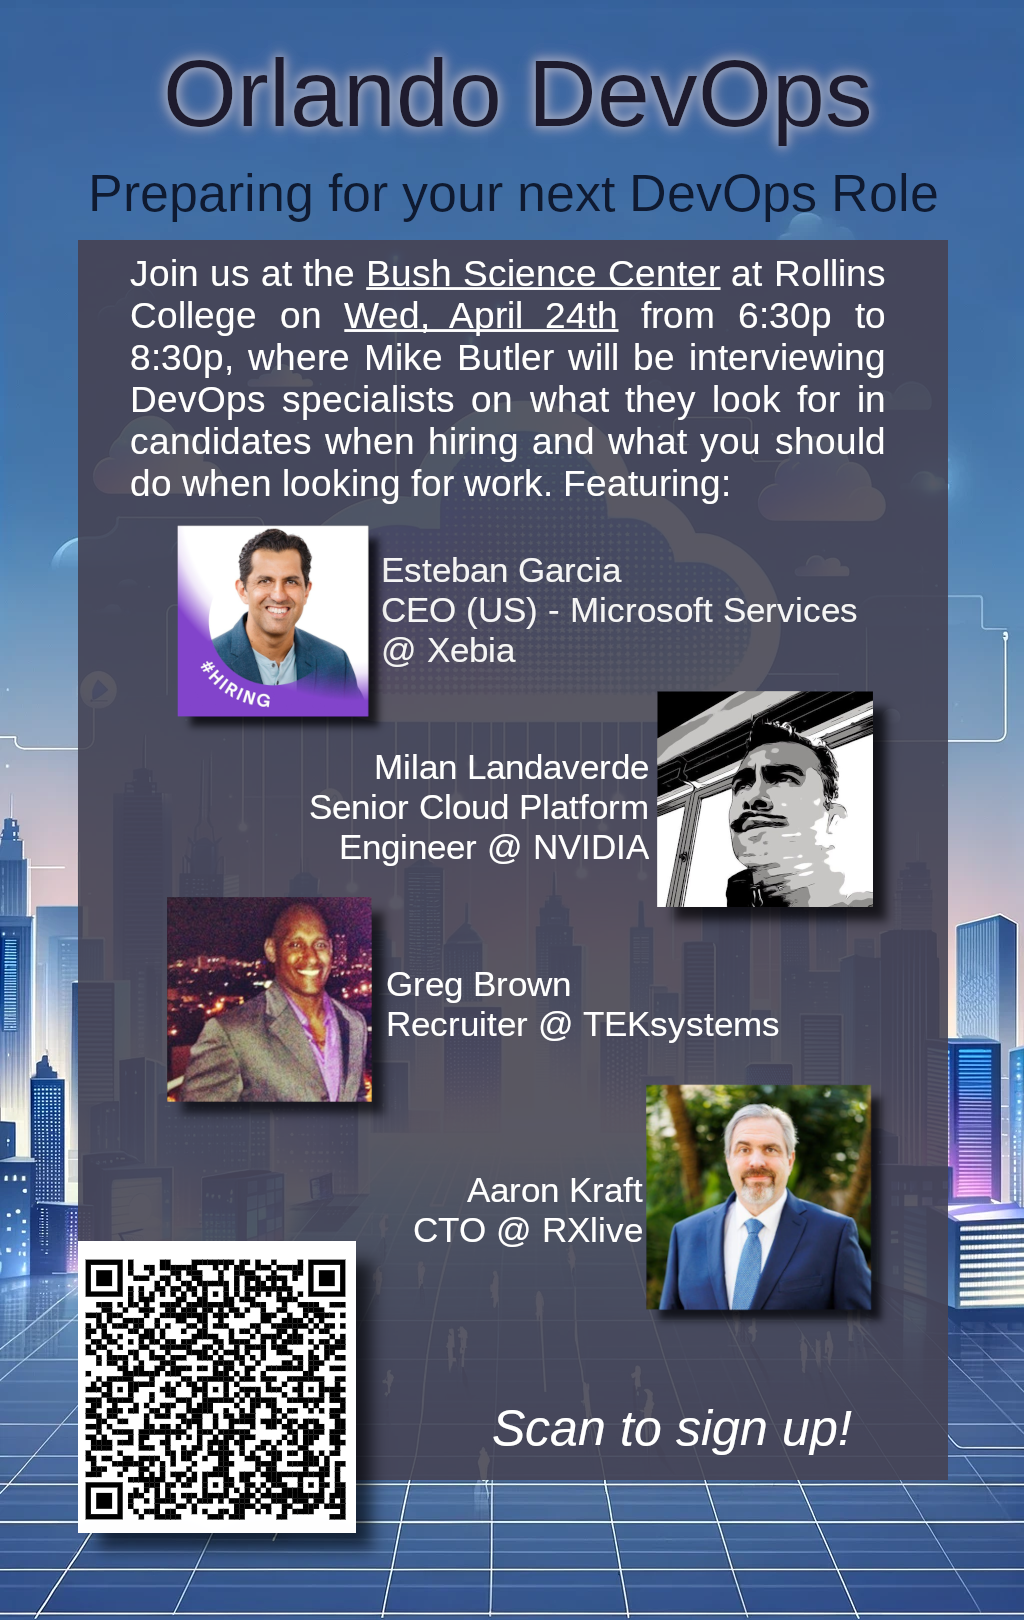 Orlando DevOps
Preparing for your next DevOps Role
Join us at the Bush Science Center at Rollins
College on Wed, April 24th from 6:30p to
8:30p, where Mike Butler will be interviewing
DevOps specialists on what they look for in
candidates when hiring and what you should
do when looking for work. Featuring:
#HIRING
Esteban Garcia
CEO (US) - Microsoft Services
@ Xebia
Milan Landaverde
Senior Cloud Platform
Engineer @ NVIDIA
Greg Brown
Recruiter @ TEKsystems
Aaron Kraft
CTO @ RXlive
Scan to sign up!